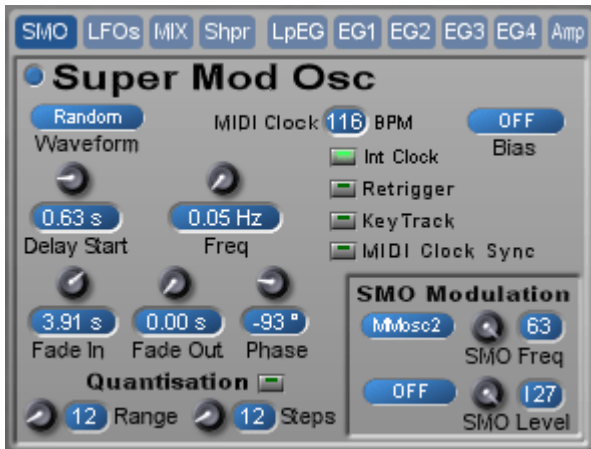 SMO LFOs MIX Shpr LpEG EG1 EG2 EG3 EG4 Amp
Super Mod Osc
Random MIDI Clock 116 BPM OFF
Waveform Bias
Int Clock
Retrigger
0.63 s 0.05 Hz KeyTrack
Delay Start Freq MIDI Clock Sync
SMO Modulation
3.91 s 0.00 s -93 ° MMosc2 63
Fade In Fade Out Phase SMO Freq
Quantisation OFF 127
12 Range 12 Steps SMO Level